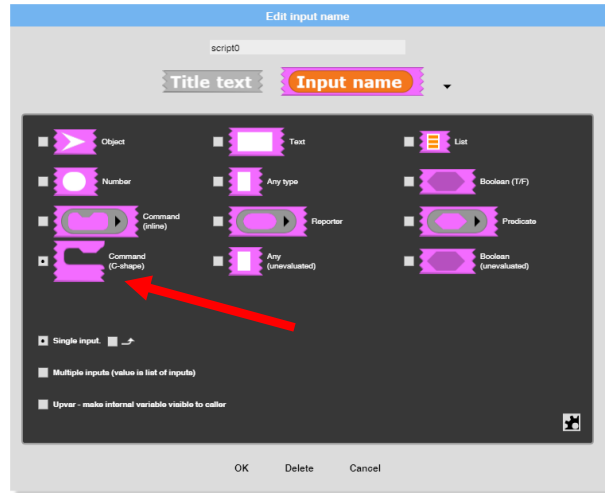 Edit input name
script0
Title text
Input name
Object
Text
List
Number
Any type
Boolean (T/F)
Command
(inline)
Reporter
Predicate
Command
(C-shape)
Any
(unevaluated)
Boolean
(unevaluated)
Single input.
Multiple inputs (value is list of inputs)
Upvar - make internal variable visible to caller
OK Delete Cancel